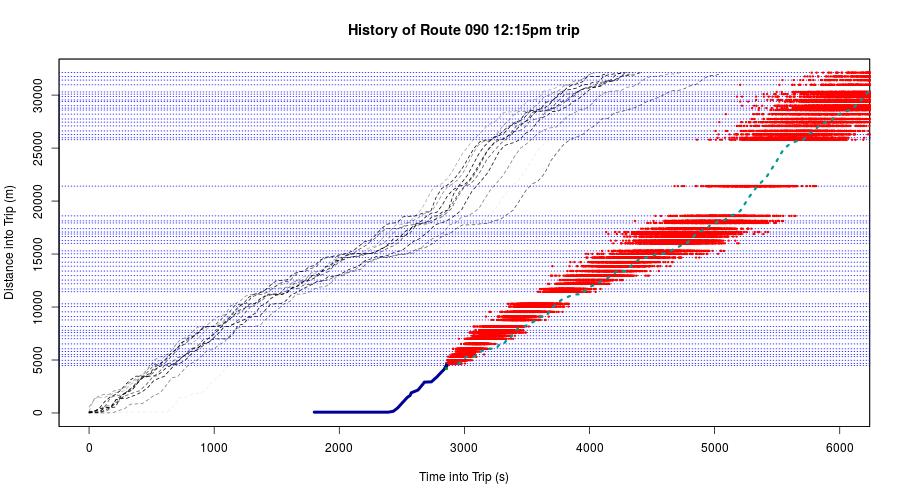 History of Route 090 12:15pm trip
Distance into Trip (m)
30000
25000
20000
15000
10000
5000
0
0 1000 2000 3000 4000 5000 6000
Time into Trip (s)